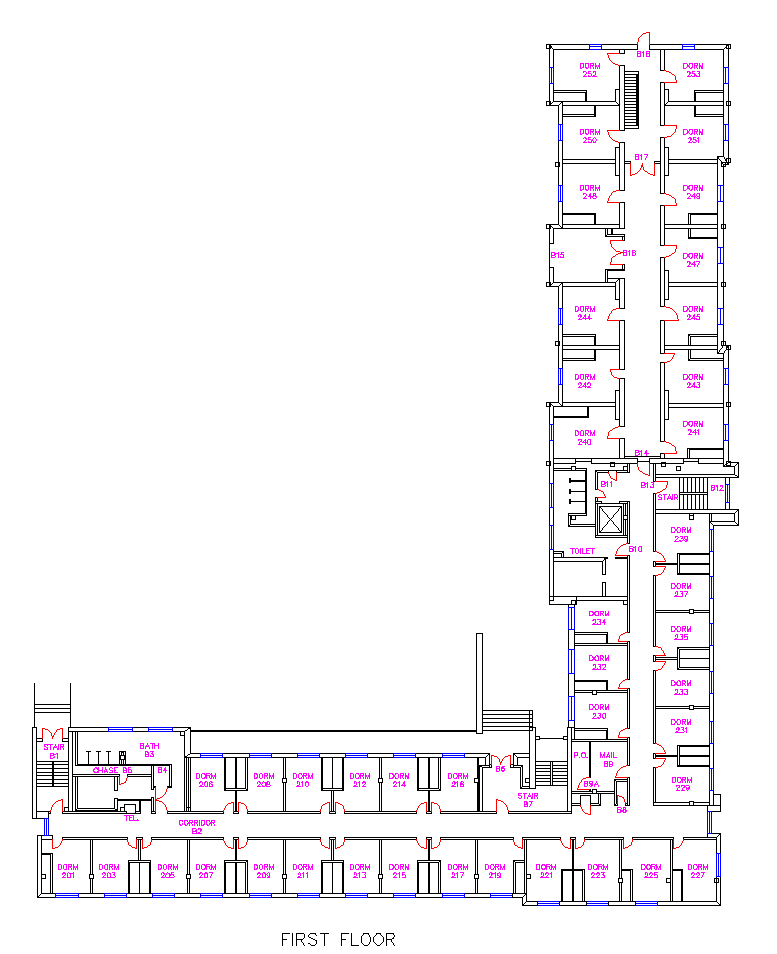 B18
DORM
252
DORM
253
DORM
250
DORM
251
B17
DORM
248
DORM
249
B15
B16
DORM
247
DORM
244
DORM
245
DORM
242
DORM
243
DORM
240
DORM
241
B14
B11
B13
B12
STAIR
DORM
239
TOILET
B10
DORM
237
DORM
234
DORM
235
DORM
232
DORM
233
DORM
230
DORM
231
STAIR
B1
BATH
B3
P.O.
MAIL
B9
CHASE B5
B4
B6
DORM
206
DORM
208
DORM
210
DORM
212
DORM
214
DORM
216
B9A
DORM
229
STAIR
B7
B8
TEL.
CORRIDOR
B2
DORM
201
DORM
203
DORM
205
DORM
207
DORM
209
DORM
211
DORM
213
DORM
215
DORM
217
DORM
219
DORM
221
DORM
223
DORM
225
DORM
227
FIRST FLOOR